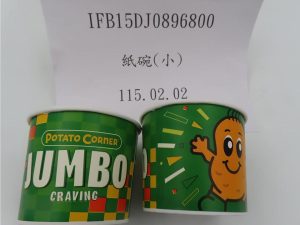 IFB15DJ0896800
紙碗(小)
115.02.02
POTATO CORNER
JUMBO
CRAVING